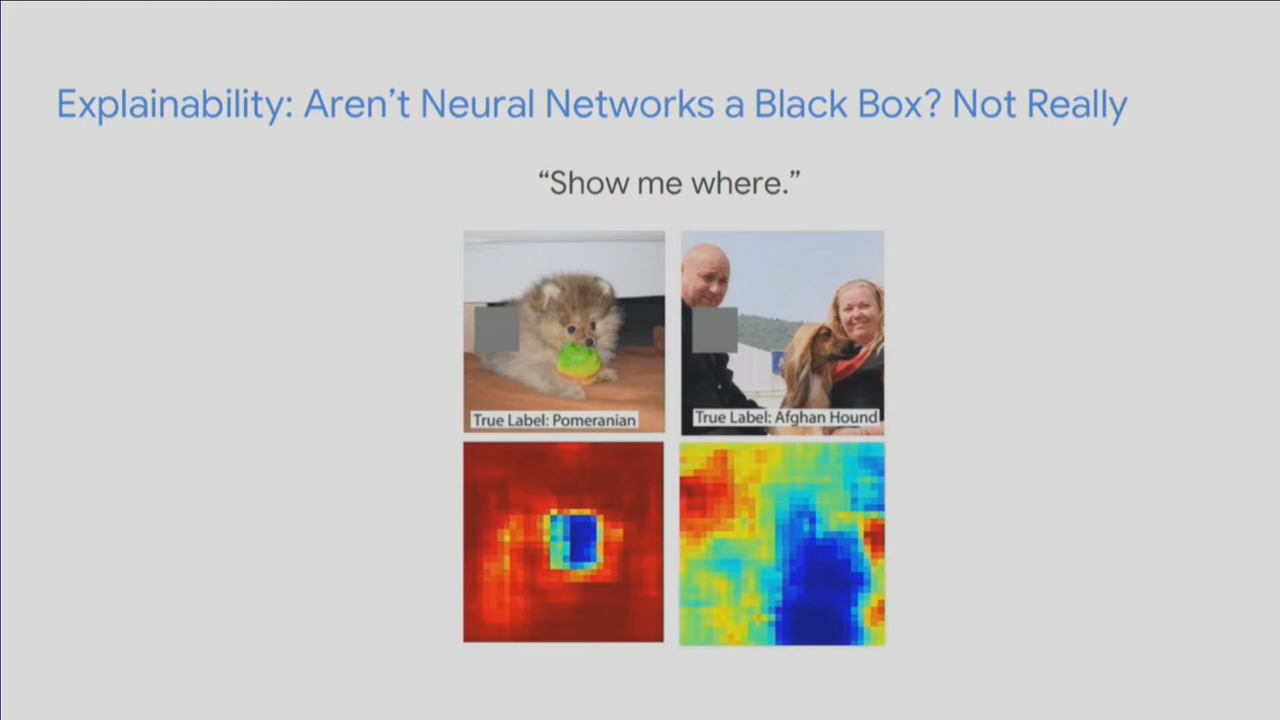 Explainability: Aren’t Neural Networks a Black Box? Not Really
“Show me where.”
True Label: Pomeranian
True Label: Afghan Hound